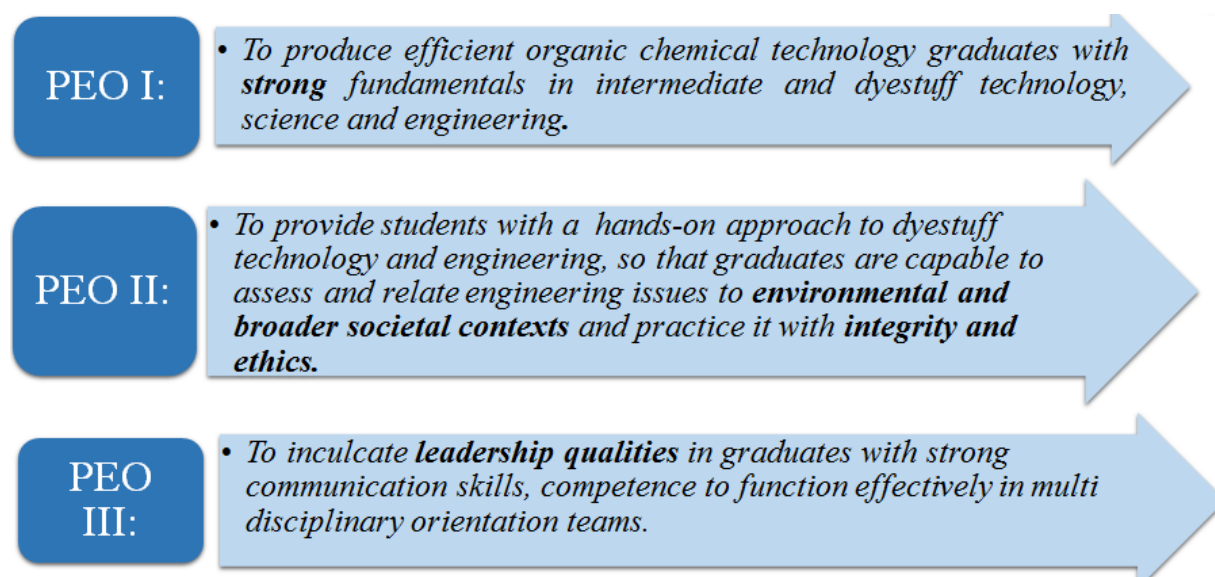 PEO I:
• To produce efficient organic chemical technology graduates with
strong fundamentals in intermediate and dyestuff technology,
science and engineering.
PEO II:
• To provide students with a hands-on approach to dyestuff
technology and engineering, so that graduates are capable to
assess and relate engineering issues to environmental and
broader societal contexts and practice it with integrity and
ethics.
PEO
III:
• To inculcate leadership qualities in graduates with strong
communication skills, competence to function effectively in multi
disciplinary orientation teams.